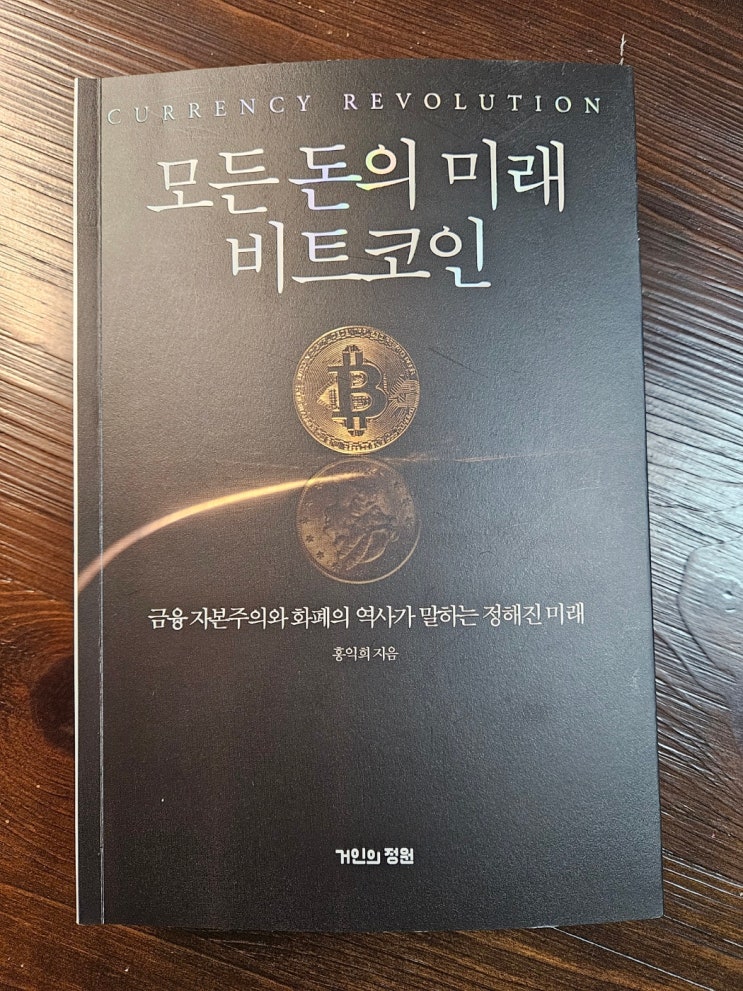 CURRENCY REVOLUTION
모든 돈의 미래
비트코인
금융 자본주의와 화폐의 역사가 말하는 정해진 미래
홍익희 지음
거인의 정원